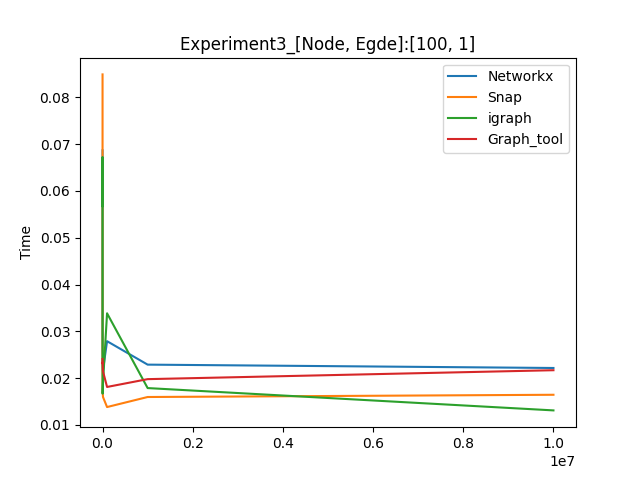 Experiment3_[Node, Egde]:[100, 1]
Networkx
Snap
igraph
Graph_tool
Time
0.08
0.07
0.06
0.05
0.04
0.03
0.02
0.01
0.0 0.2 0.4 0.6 0.8 1.0
1e7